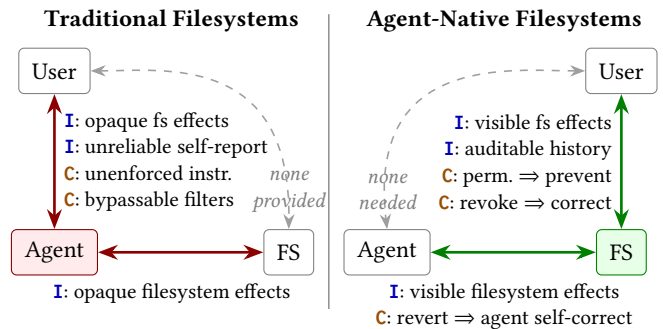 Traditional Filesystems
User
I: opaque fs effects
I: unreliable self-report
C: unenforced instr.
C: bypassable filters
none
provided
Agent
FS
I: opaque filesystem effects
Agent-Native Filesystems
User
I: visible fs effects
I: auditable history
C: perm. ⇒ prevent
C: revoke ⇒ correct
none
needed
Agent
FS
I: visible filesystem effects
C: revert ⇒ agent self-correct